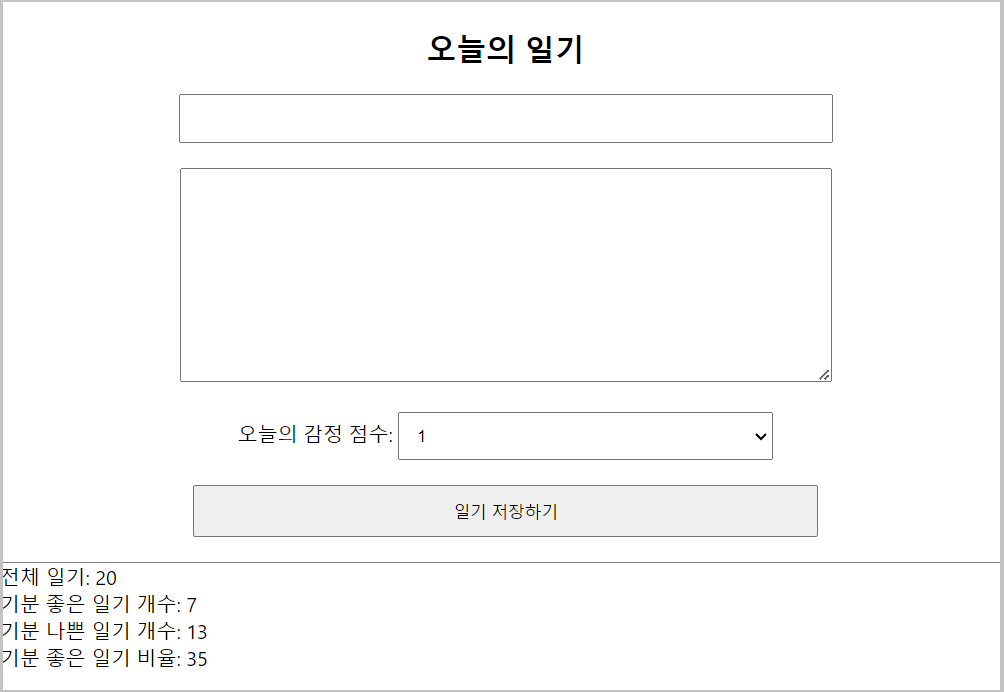 오늘의 일기
오늘의 감정 점수: 1
일기 저장하기
전체 일기: 20
기분 좋은 일기 개수: 7
기분 나쁜 일기 개수: 13
기분 좋은 일기 비율: 35